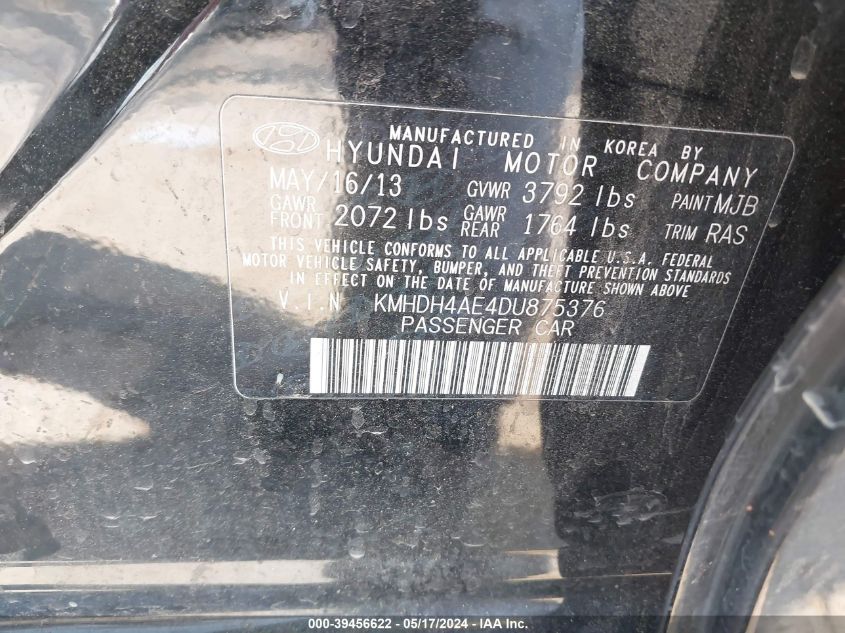 MANUFACTURED IN KOREA BY
HYUNDAI MOTOR COMPANY
MAY/16/13 GVWR 3792 lbs PAINT MJB
GAWR FRONT 2072 lbs GAWR REAR 1764 lbs TRIM RAS
THIS VEHICLE CONFORMS TO ALL APPLICABLE U.S.A. FEDERAL
MOTOR VEHICLE SAFETY, BUMPER, AND THEFT PREVENTION STANDARDS
IN EFFECT ON THE DATE OF MANUFACTURE SHOWN ABOVE
V.I.N KMHDH4AE4DU875376
PASSENGER CAR
000-39456622 - 05/17/2024 - IAA Inc.